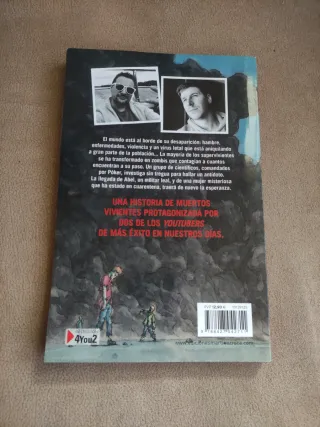 El mundo está al borde de su desaparición: hambre,
enfermedades, violencia y un virus letal que está aniquilando
a gran parte de la población... La mayoría de los supervivientes
se ha transformado en zombis que contagian a cuantos
encuentran a su paso. Un grupo de científicos, comandados
por Póker, investiga sin tregua para hallar un antídoto.
La llegada de Abel, un militar leal, y de una mujer misteriosa
que ha estado en cuarentena, traerá de nuevo la esperanza.
UNA HISTORIA DE MUERTOS
VIVIENTES PROTAGONIZADA POR
DOS DE LOS YOUTUBERS
DE MÁS ÉXITO EN NUESTROS DÍAS.
4You2